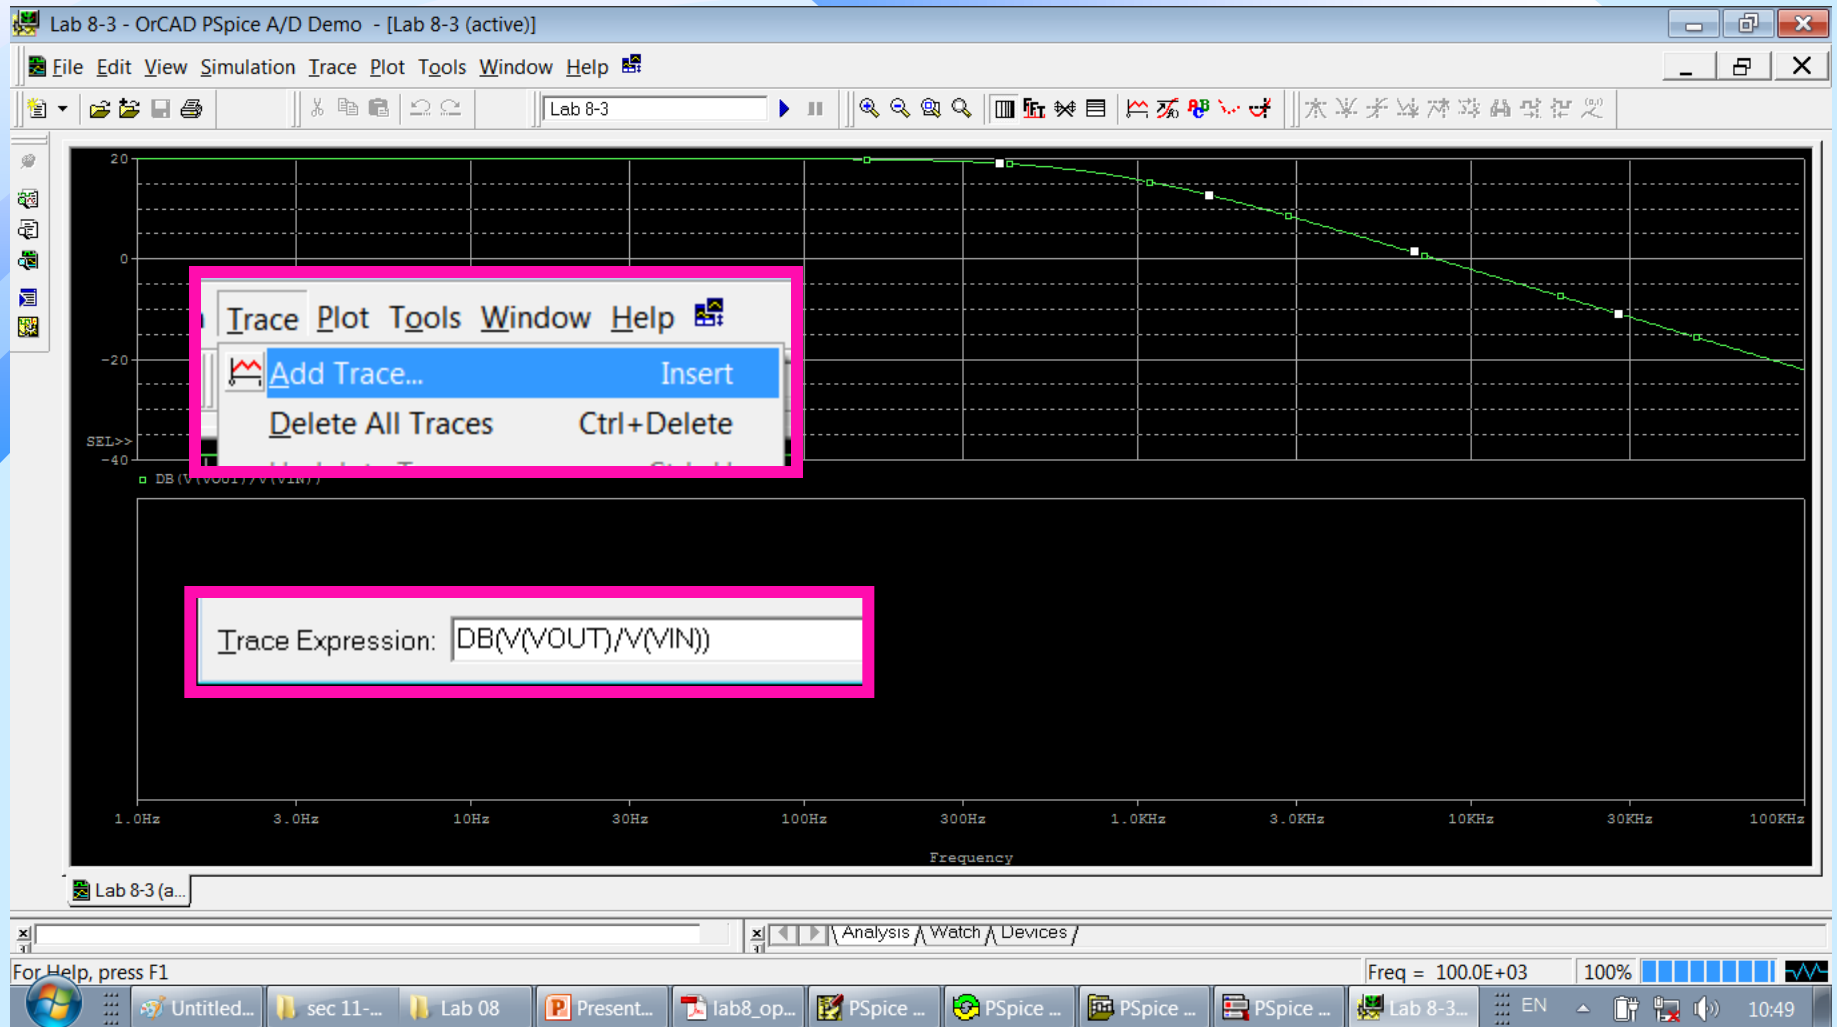 Lab 8-3 - OrCAD PSpice A/D Demo - [Lab 8-3 (active)]
File Edit View Simulation Trace Plot Tools Window Help
Lab 8-3
20
0
-20
SEL>>
-40
DB(V(VOUT)/V(VIN))
Trace Plot Tools Window Help
Add Trace... Insert
Delete All Traces Ctrl+Delete
Trace Expression: DB(V(VOUT)/V(VIN))
1.0Hz 3.0Hz 10Hz 30Hz 100Hz 300Hz 1.0KHz 3.0KHz 10KHz 30KHz 100KHz
Frequency
Lab 8-3 (a...
Analysis Watch Devices
For Help, press F1
Freq = 100.0E+03 100%
Untitled... sec 11-... Lab 08 Present... lab8_op... PSpice ... PSpice ... PSpice ... PSpice ... Lab 8-3... EN 10:49